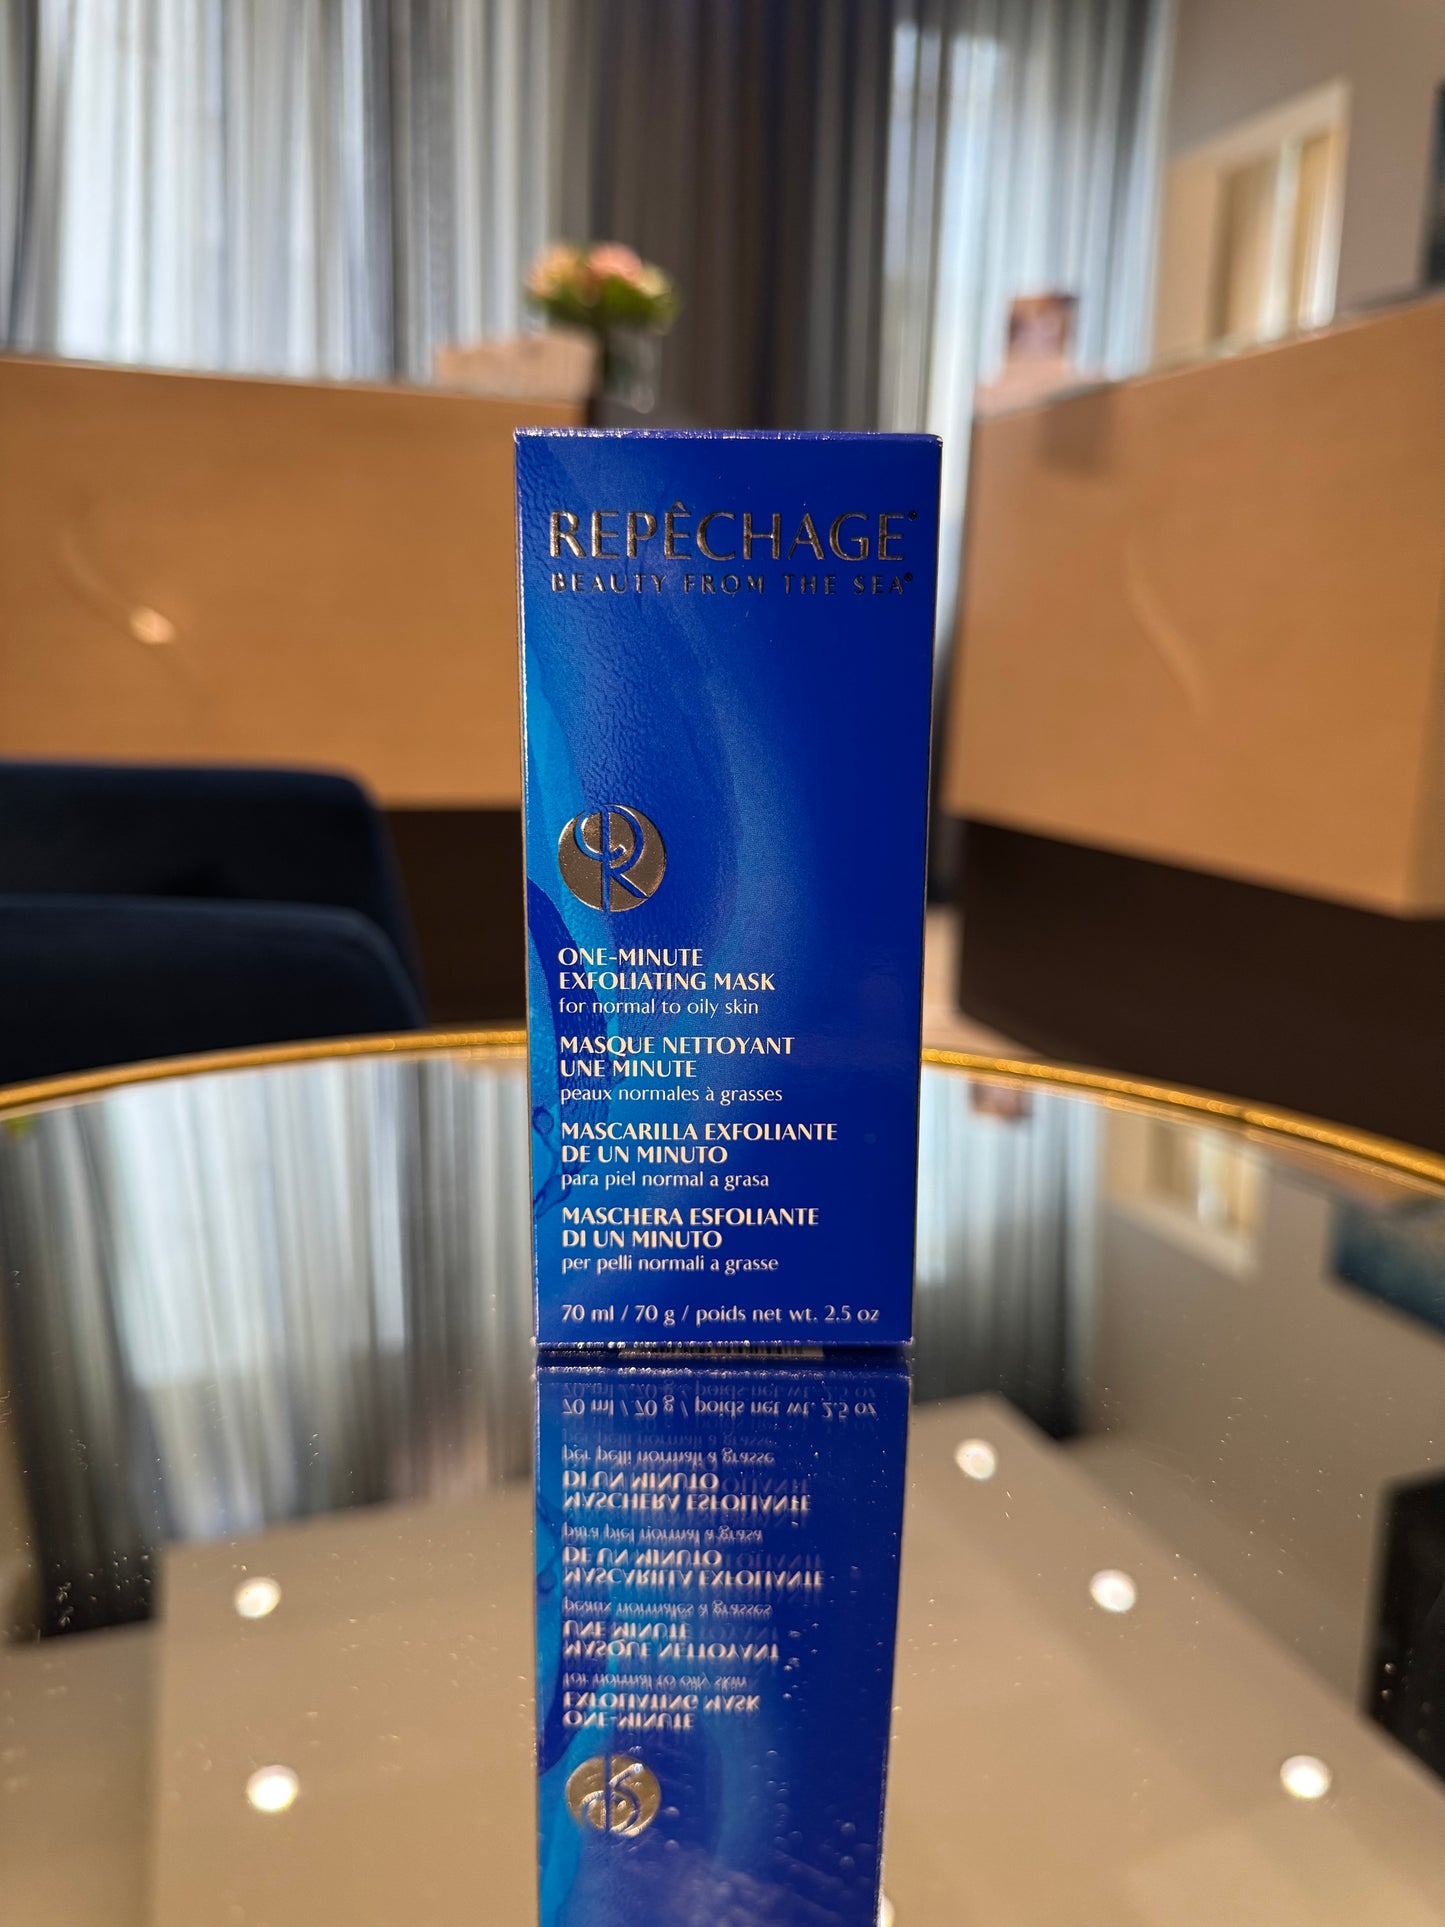 REPÊCHAGE®
BEAUTY FROM THE SEA®
ONE-MINUTE
EXFOLIATING MASK
for normal to oily skin
MASQUE NETTOYANT
UNE MINUTE
peaux normales à grasses
MASCARILLA EXFOLIANTE
DE UN MINUTO
para piel normal a grasa
MASCHERA ESFOLIANTE
DI UN MINUTO
per pelli normali a grasse
70 ml / 70 g / poids net wt. 2.5 oz